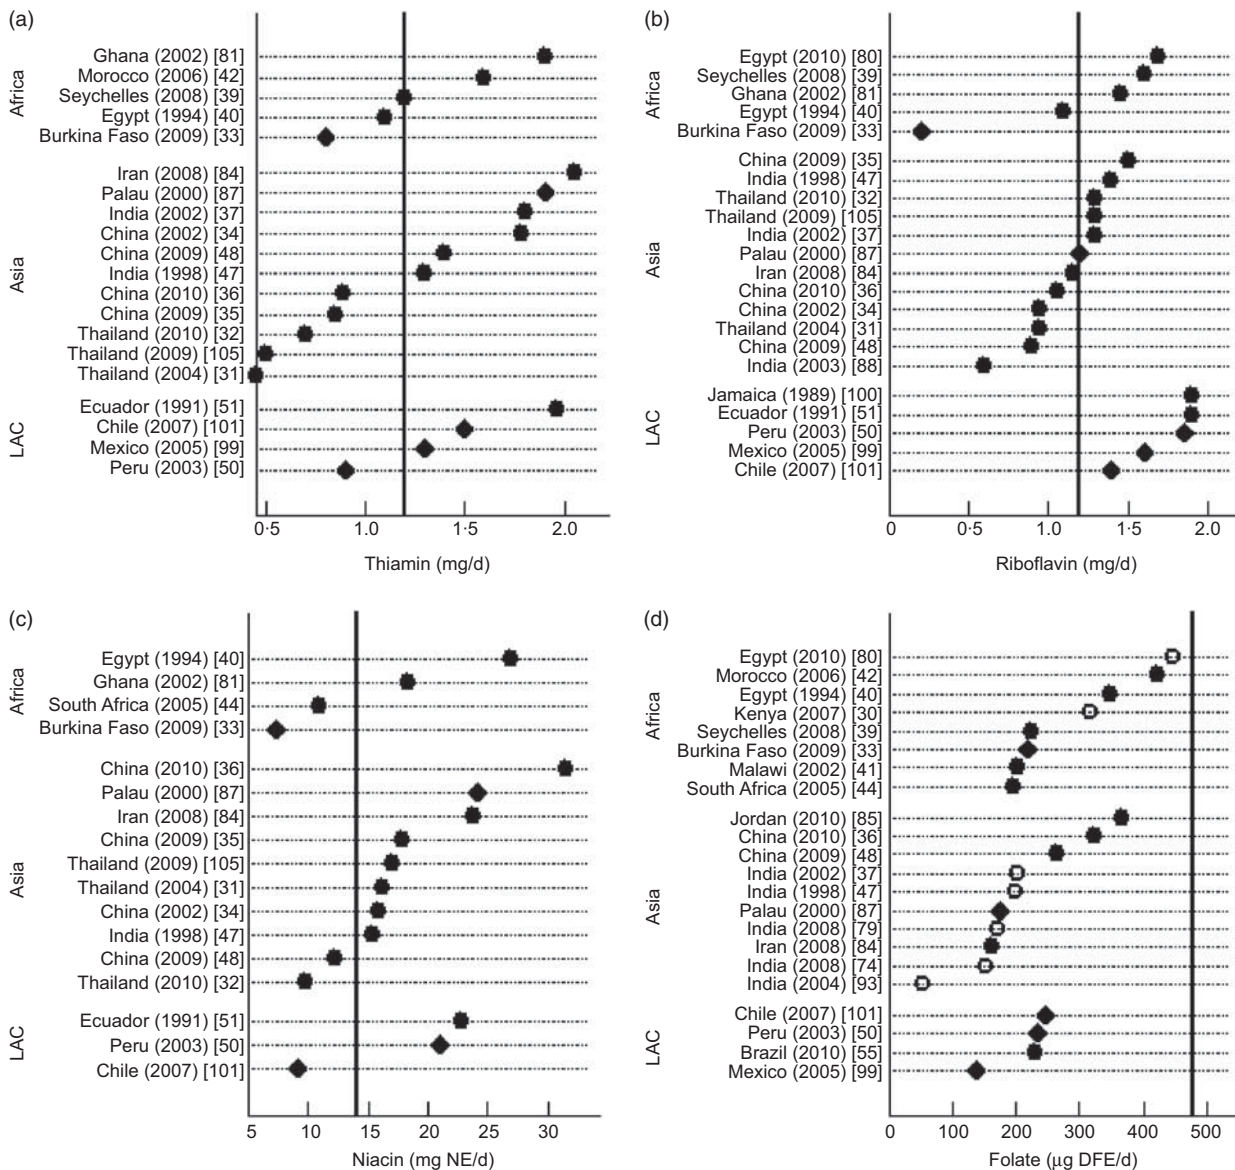 (a)
Africa
Ghana (2002) [81]
Morocco (2006) [42]
Seychelles (2008) [39]
Egypt (1994) [40]
Burkina Faso (2009) [33]
Asia
Iran (2008) [84]
Palau (2000) [87]
India (2002) [37]
China (2002) [34]
China (2009) [48]
India (1998) [47]
China (2010) [36]
China (2009) [35]
Thailand (2010) [32]
Thailand (2009) [105]
Thailand (2004) [31]
LAC
Ecuador (1991) [51]
Chile (2007) [101]
Mexico (2005) [99]
Peru (2003) [50]
0·5 1.0 1·5 2.0
Thiamin (mg/d)
(b)
Africa
Egypt (2010) [80]
Seychelles (2008) [39]
Ghana (2002) [81]
Egypt (1994) [40]
Burkina Faso (2009) [33]
Asia
China (2009) [35]
India (1998) [47]
Thailand (2010) [32]
Thailand (2009) [105]
India (2002) [37]
Palau (2000) [87]
Iran (2008) [84]
China (2010) [36]
China (2002) [34]
Thailand (2004) [31]
China (2009) [48]
India (2003) [88]
LAC
Jamaica (1989) [100]
Ecuador (1991) [51]
Peru (2003) [50]
Mexico (2005) [99]
Chile (2007) [101]
0 0·5 1.0 1·5 2.0
Riboflavin (mg/d)
(c)
Africa
Egypt (1994) [40]
Ghana (2002) [81]
South Africa (2005) [44]
Burkina Faso (2009) [33]
Asia
China (2010) [36]
Palau (2000) [87]
Iran (2008) [84]
China (2009) [35]
Thailand (2009) [105]
Thailand (2004) [31]
China (2002) [34]
India (1998) [47]
China (2009) [48]
Thailand (2010) [32]
LAC
Ecuador (1991) [51]
Peru (2003) [50]
Chile (2007) [101]
5 10 15 20 25 30
Niacin (mg NE/d)
(d)
Africa
Egypt (2010) [80]
Morocco (2006) [42]
Egypt (1994) [40]
Kenya (2007) [30]
Seychelles (2008) [39]
Burkina Faso (2009) [33]
Malawi (2002) [41]
South Africa (2005) [44]
Asia
Jordan (2010) [85]
China (2010) [36]
China (2009) [48]
India (2002) [37]
India (1998) [47]
Palau (2000) [87]
India (2008) [79]
Iran (2008) [84]
India (2008) [74]
India (2004) [93]
LAC
Chile (2007) [101]
Peru (2003) [50]
Brazil (2010) [55]
Mexico (2005) [99]
0 100 200 300 400 500
Folate (μg DFE/d)